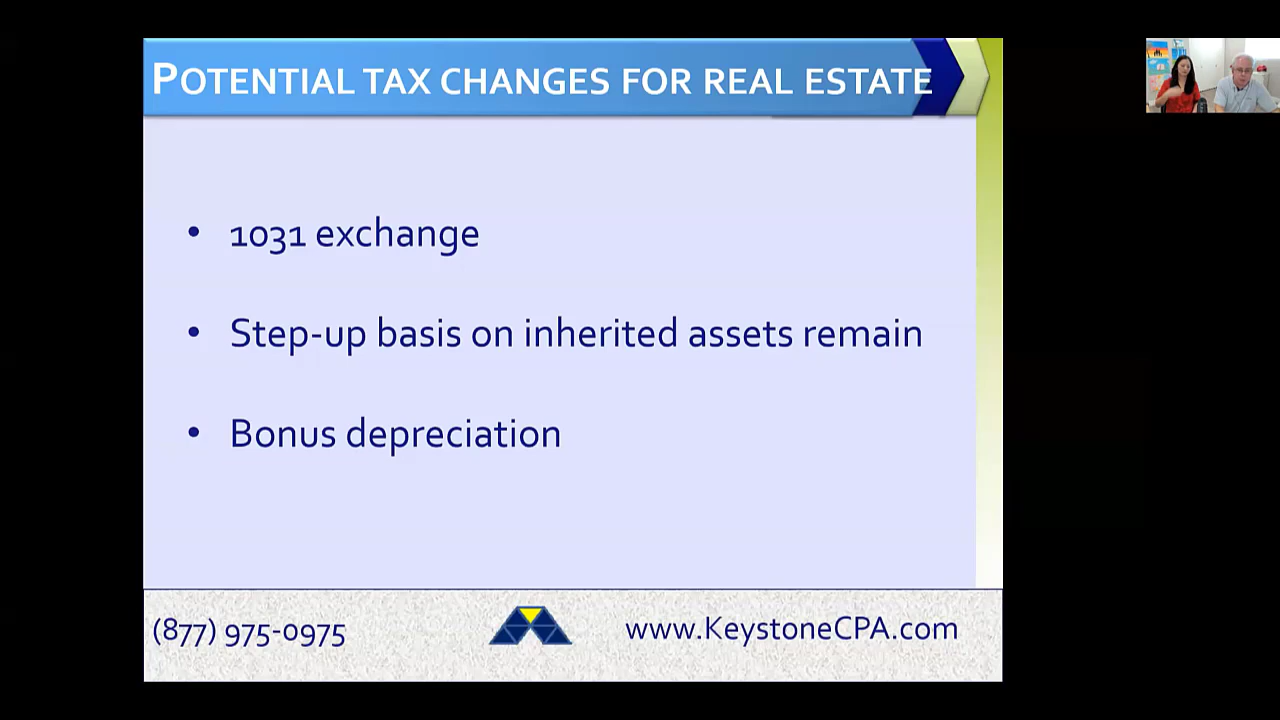 POTENTIAL TAX CHANGES FOR REAL ESTATE
• 1031 exchange
• Step-up basis on inherited assets remain
• Bonus depreciation
(877) 975-0975
www.KeystoneCPA.com